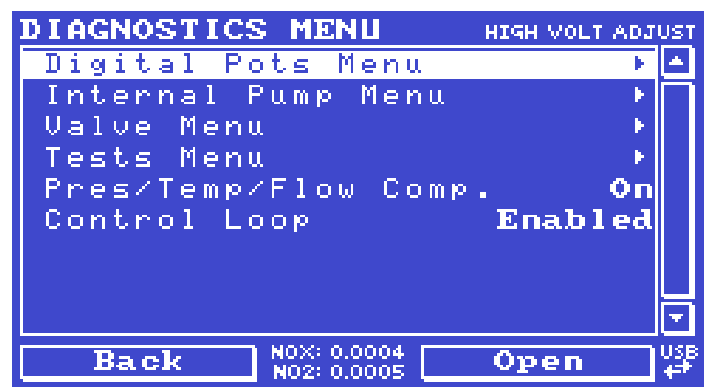 DIAGNOSTICS MENU HIGH VOLT ADJUST
Digital Pots Menu
Internal Pump Menu
Valve Menu
Tests Menu
Pres/Temp/Flow Comp. On
Control Loop Enabled
Back NOX: 0.0004 Open USB
NO2: 0.0005